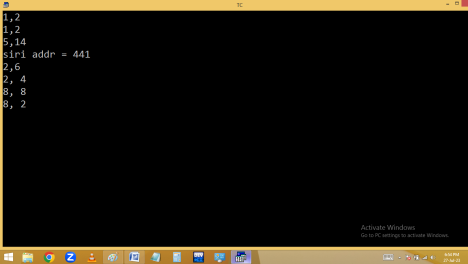 TC
1,2
1,2
5,14
siri addr = 441
2,6
2, 4
8, 8
8, 2
Activate Windows
Go to PC settings to activate Windows.